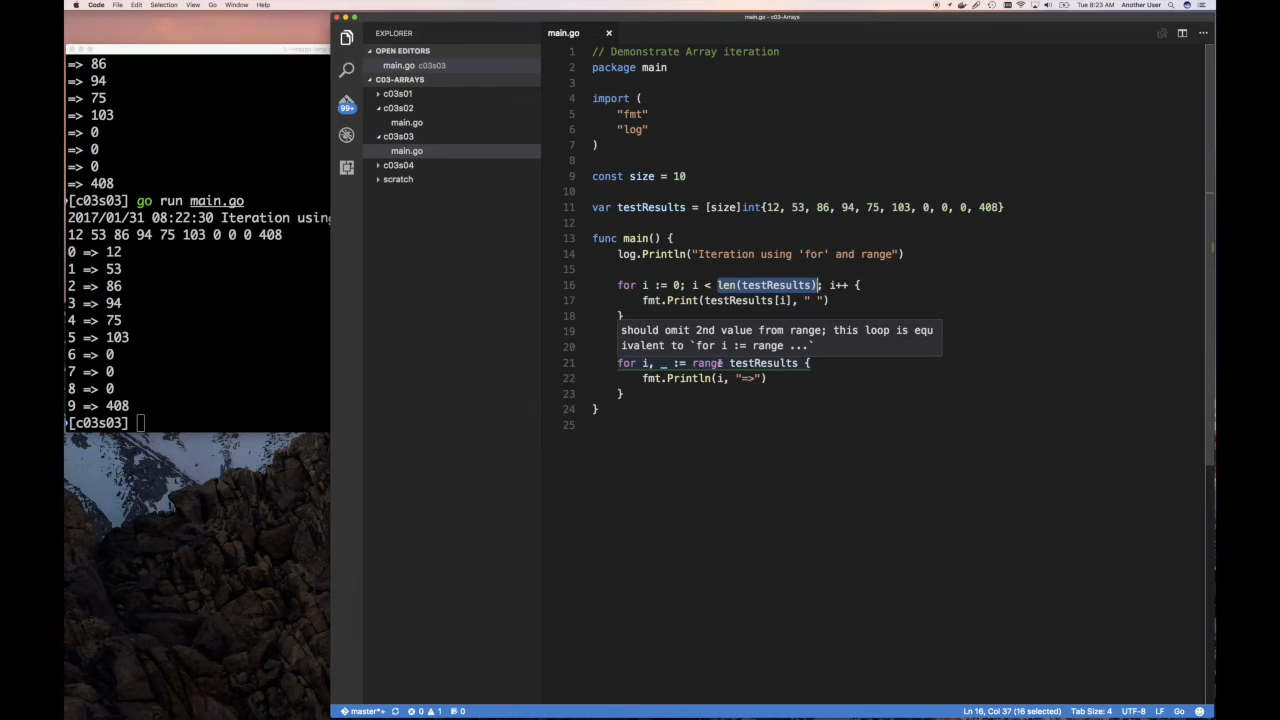 Code File Edit Selection View Go Window Help
Tue 8:23 AM Another User
=> 86
=> 94
=> 75
=> 103
=> 0
=> 0
=> 0
=> 408
[c03s03] go run main.go
2017/01/31 08:22:30 Iteration usin
12 53 86 94 75 103 0 0 0 408
0 => 12
1 => 53
2 => 86
3 => 94
4 => 75
5 => 103
6 => 0
7 => 0
8 => 0
9 => 408
[c03s03]
main.go - c03-Arrays
EXPLORER
OPEN EDITORS
main.go c03s03
C03-ARRAYS
c03s01
c03s02
main.go
c03s03
main.go
c03s04
scratch
99+
main.go ×
1 // Demonstrate Array iteration
2 package main
3
4 import (
5 "fmt"
6 "log"
7 )
8
9 const size = 10
10
11 var testResults = [size]int{12, 53, 86, 94, 75, 103, 0, 0, 0, 408}
12
13 func main() {
14 log.Println("Iteration using 'for' and range")
15
16 for i := 0; i < len(testResults); i++ {
17 fmt.Print(testResults[i], " ")
18 }
19
20
should omit 2nd value from range; this loop is equ
ivalent to `for i := range ...`
21 for i, _ := range testResults {
22 fmt.Println(i, "=>")
23 }
24 }
25
master*+ 0 1 0
Ln 16, Col 37 (16 selected) Tab Size: 4 UTF-8 LF Go